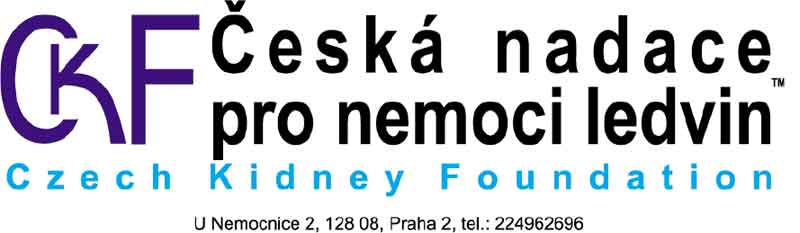 CKF Česká nadace
pro nemoci ledvin™
Czech Kidney Foundation
U Nemocnice 2, 128 08, Praha 2, tel.: 224962696